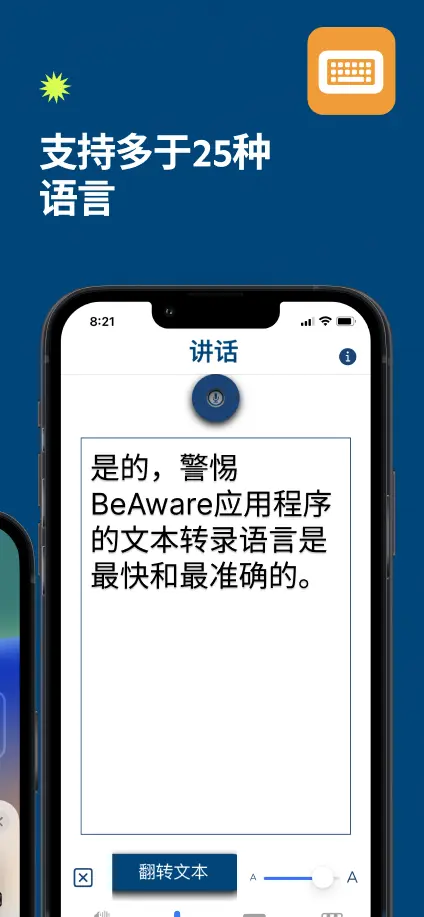 支持多于25种
语言
8:21
讲话
是的，警惕
BeAware应用程序
的文本转录语言是
最快和最准确的。
翻转文本
A
A